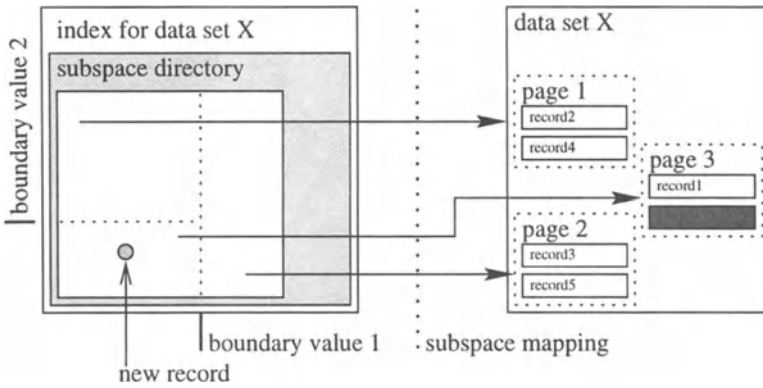 index for data set X
subspace directory
boundary value 2
data set X
page 1
record2
record4
page 3
record1
page 2
record3
record5
boundary value 1
subspace mapping
new record